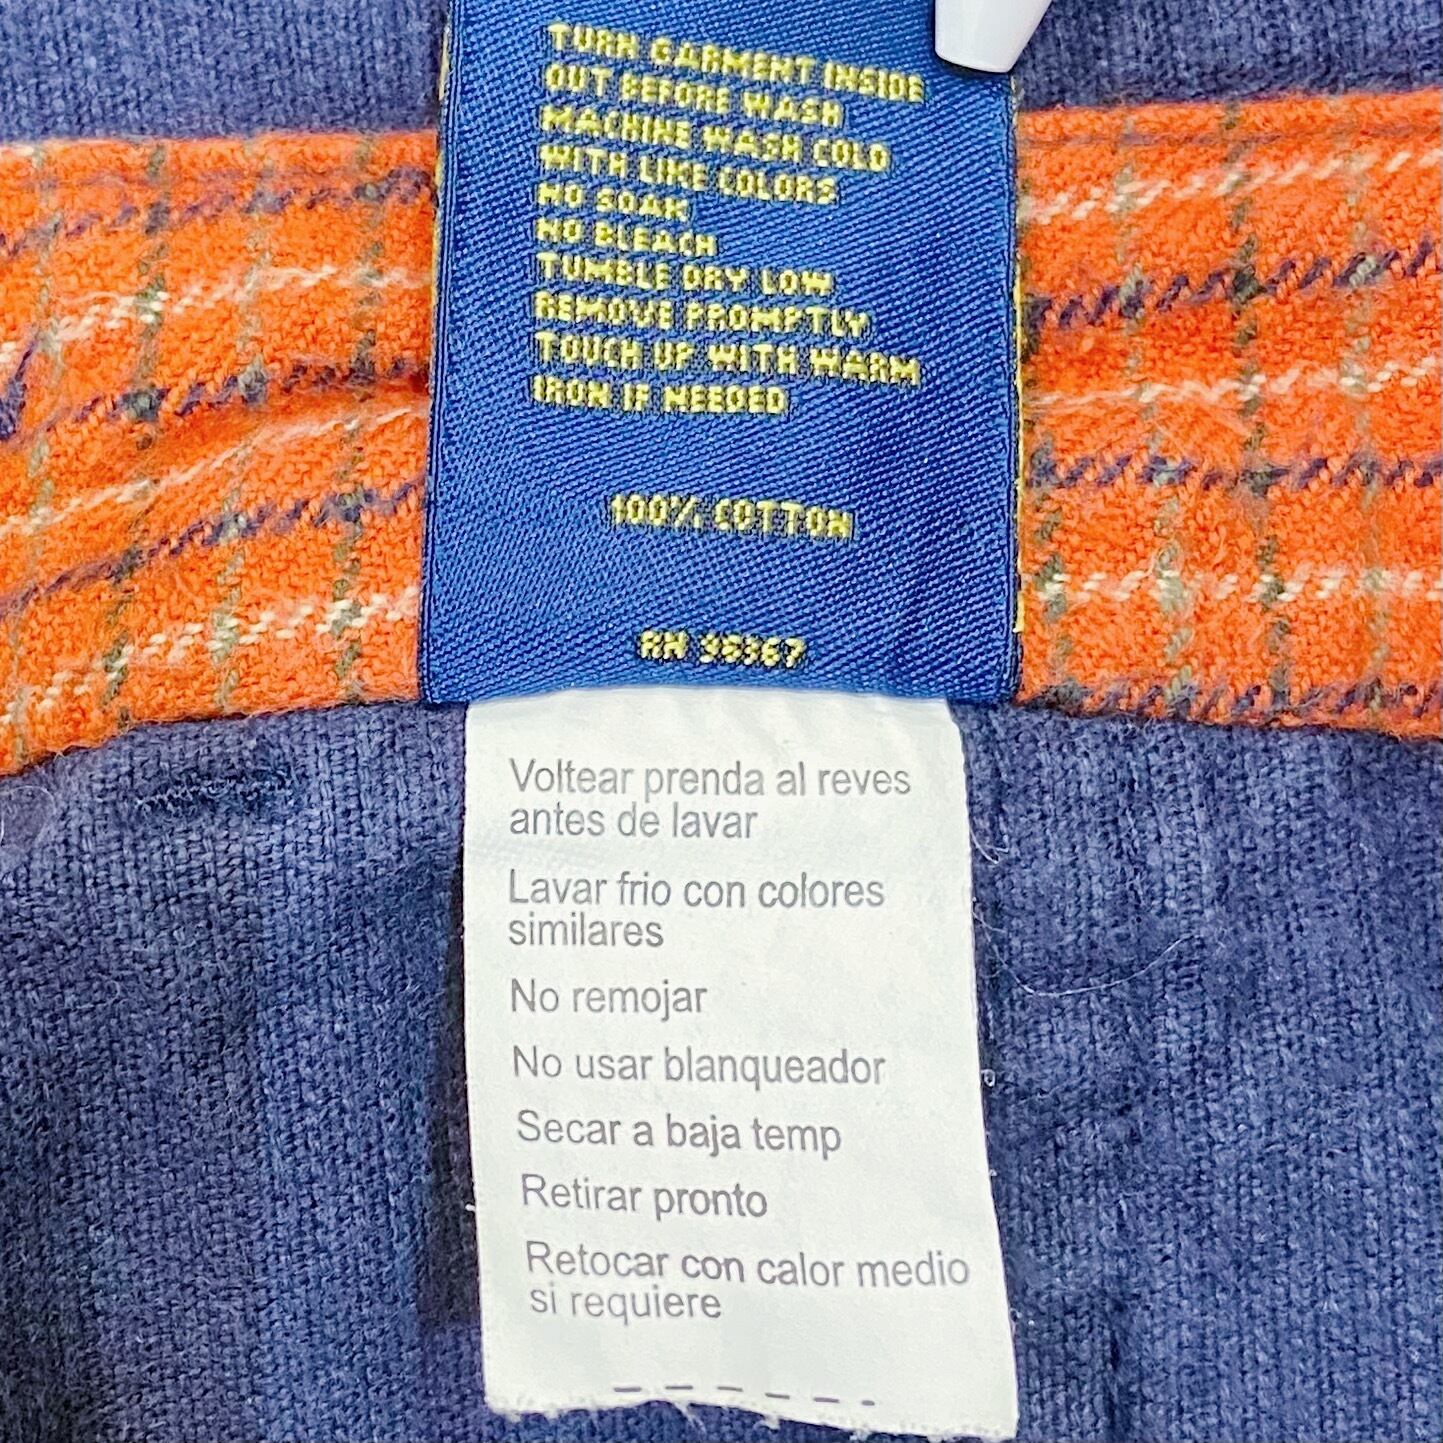 TURN GARMENT INSIDE
OUT BEFORE WASH
MACHINE WASH COLD
WITH LIKE COLORS
NO SOAK
NO BLEACH
TUMBLE DRY LOW
REMOVE PROMPTLY
TOUCH UP WITH WARM
IRON IF NEEDED
100% COTTON
RN 36367
Voltear prenda al reves
antes de lavar
Lavar frio con colores
similares
No remojar
No usar blanqueador
Secar a baja temp
Retirar pronto
Retocar con calor medio
si requiere